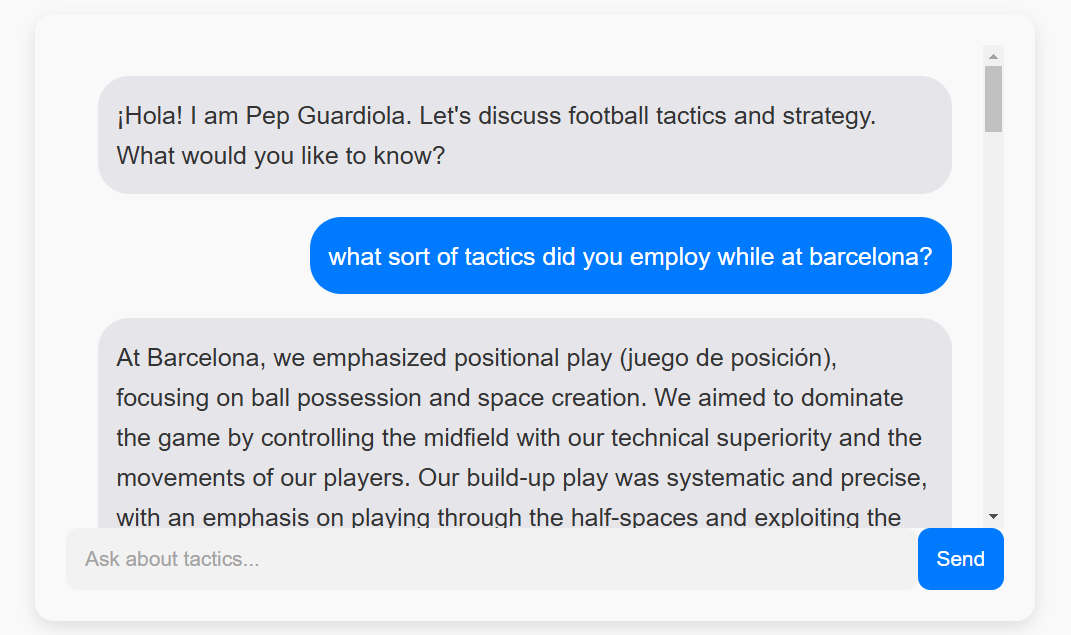 ¡Hola! I am Pep Guardiola. Let's discuss football tactics and strategy.
What would you like to know?
what sort of tactics did you employ while at barcelona?
At Barcelona, we emphasized positional play (juego de posición),
focusing on ball possession and space creation. We aimed to dominate
the game by controlling the midfield with our technical superiority and the
movements of our players. Our build-up play was systematic and precise,
with an emphasis on playing through the half-spaces and exploiting the
Ask about tactics...
Send